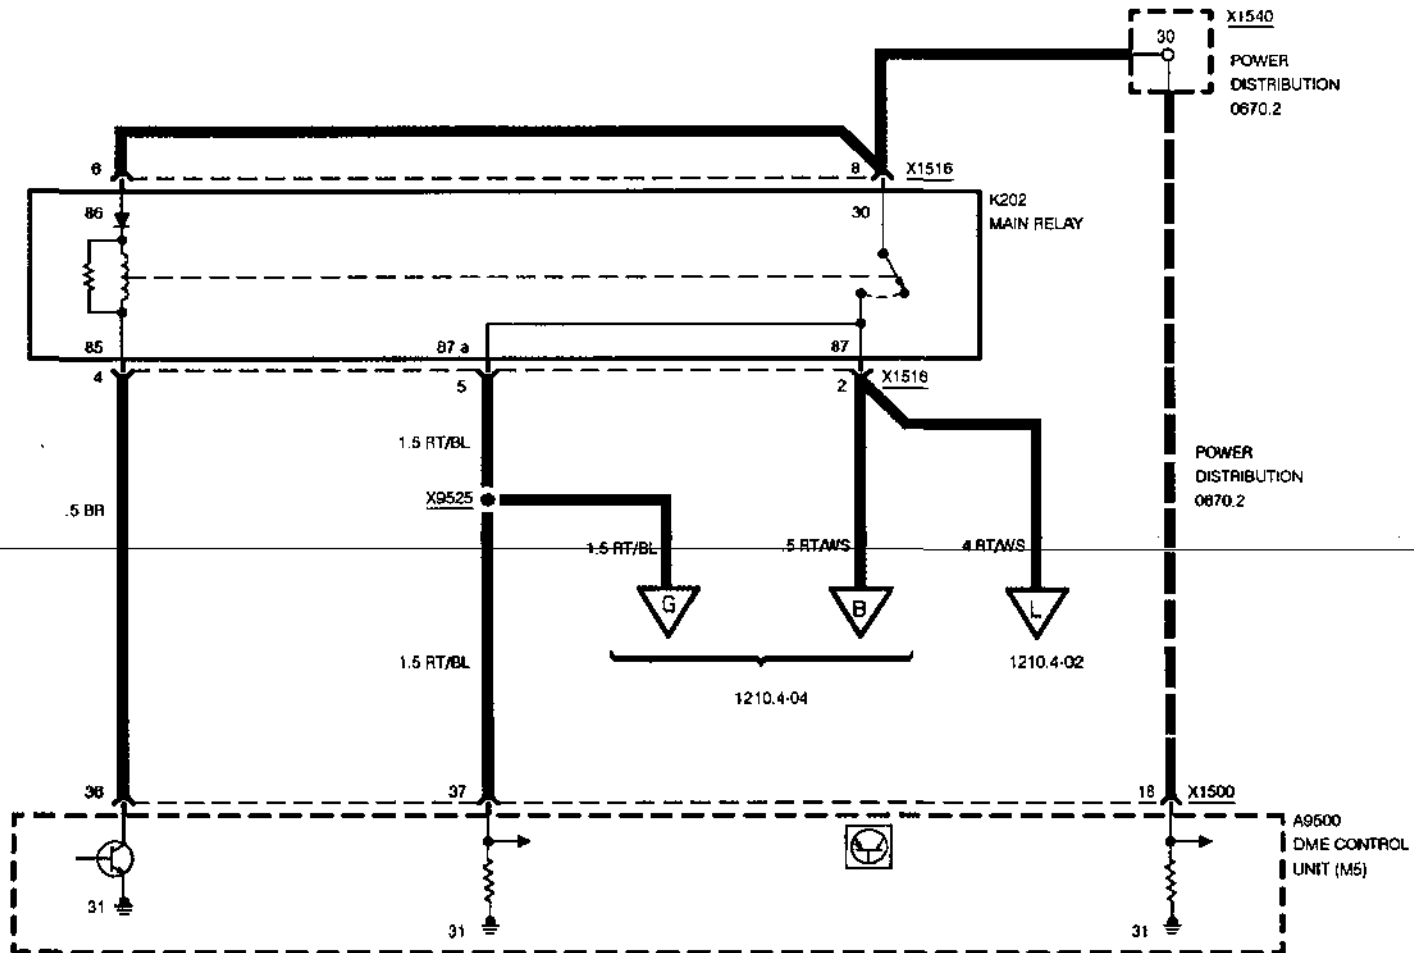 X1540
30
POWER
DISTRIBUTION
0670.2
6
8
X1516
K202
MAIN RELAY
86
30
85
87 a
87
4
5
2
X1516
1.5 RT/BL
X9525
.5 BR
1.5 RT/BL
.5 RT/WS
4 RT/WS
POWER
DISTRIBUTION
0670.2
G
B
L
1.5 RT/BL
1210.4-02
1210.4-04
36
37
18
X1500
A9500
DME CONTROL
UNIT (M5)
31
31
31